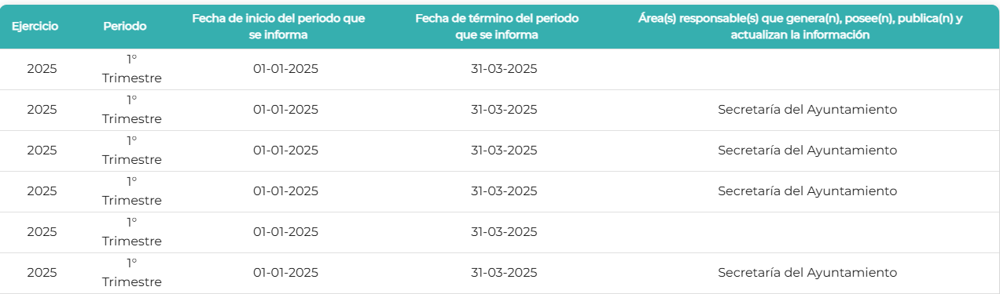 Ejercicio Periodo Fecha de inicio del periodo que se informa Fecha de término del periodo que se informa Área(s) responsable(s) que genera(n), posee(n), publica(n) y actualizan la información
2025 1° Trimestre 01-01-2025 31-03-2025
2025 1° Trimestre 01-01-2025 31-03-2025 Secretaría del Ayuntamiento
2025 1° Trimestre 01-01-2025 31-03-2025 Secretaría del Ayuntamiento
2025 1° Trimestre 01-01-2025 31-03-2025 Secretaría del Ayuntamiento
2025 1° Trimestre 01-01-2025 31-03-2025
2025 1° Trimestre 01-01-2025 31-03-2025 Secretaría del Ayuntamiento